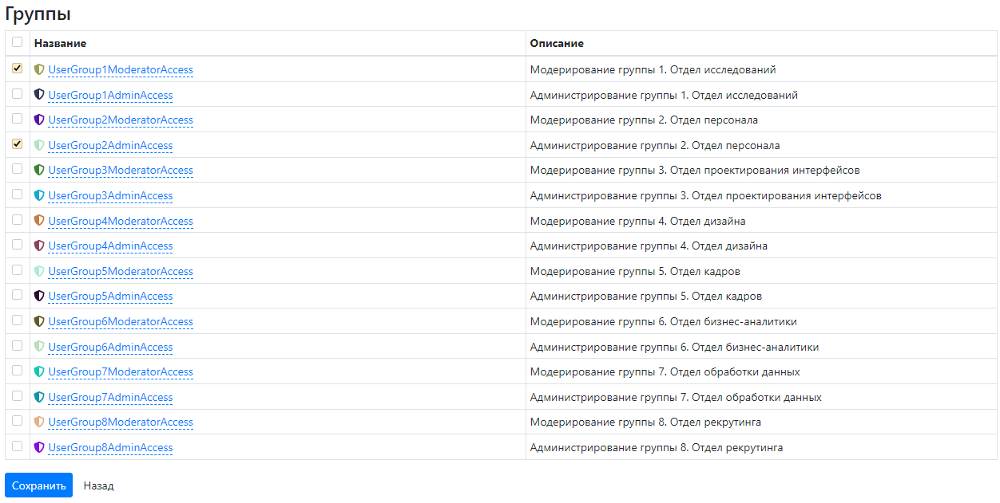 Группы
Название Описание
UserGroup1ModeratorAccess Модерирование группы 1. Отдел исследований
UserGroup1AdminAccess Администрирование группы 1. Отдел исследований
UserGroup2ModeratorAccess Модерирование группы 2. Отдел персонала
UserGroup2AdminAccess Администрирование группы 2. Отдел персонала
UserGroup3ModeratorAccess Модерирование группы 3. Отдел проектирования интерфейсов
UserGroup3AdminAccess Администрирование группы 3. Отдел проектирования интерфейсов
UserGroup4ModeratorAccess Модерирование группы 4. Отдел дизайна
UserGroup4AdminAccess Администрирование группы 4. Отдел дизайна
UserGroup5ModeratorAccess Модерирование группы 5. Отдел кадров
UserGroup5AdminAccess Администрирование группы 5. Отдел кадров
UserGroup6ModeratorAccess Модерирование группы 6. Отдел бизнес-аналитики
UserGroup6AdminAccess Администрирование группы 6. Отдел бизнес-аналитики
UserGroup7ModeratorAccess Модерирование группы 7. Отдел обработки данных
UserGroup7AdminAccess Администрирование группы 7. Отдел обработки данных
UserGroup8ModeratorAccess Модерирование группы 8. Отдел рекрутинга
UserGroup8AdminAccess Администрирование группы 8. Отдел рекрутинга
Сохранить Назад